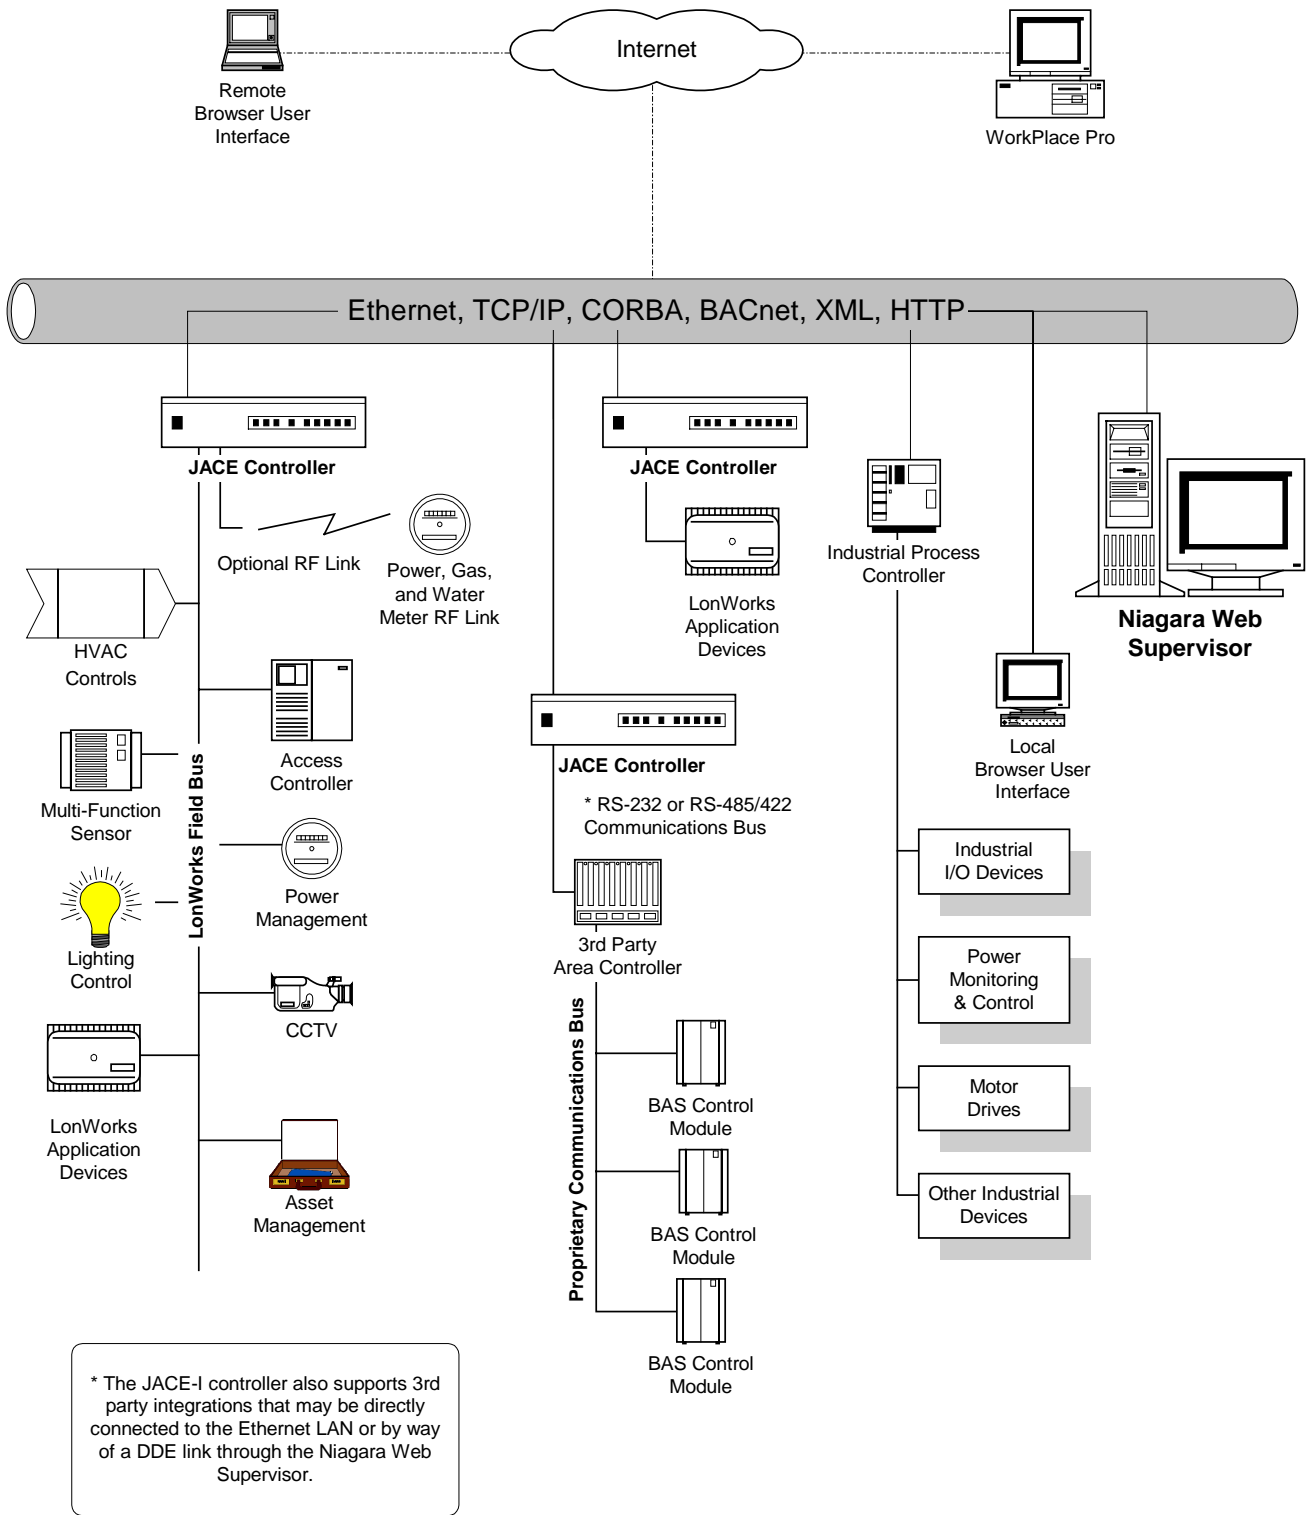 Internet
Remote
Browser User
Interface
WorkPlace Pro
Ethernet, TCP/IP, CORBA, BACnet, XML, HTTP
JACE Controller
JACE Controller
Optional RF Link
Power, Gas,
and Water
Meter RF Link
Industrial Process
Controller
LonWorks
Application
Devices
Niagara Web
Supervisor
HVAC
Controls
Access
Controller
JACE Controller
Local
Browser User
Interface
* RS-232 or RS-485/422
Communications Bus
Multi-Function
Sensor
LonWorks Field Bus
Power
Management
Industrial
I/O Devices
Lighting
Control
3rd Party
Area Controller
Power
Monitoring
& Control
CCTV
Proprietary Communications Bus
BAS Control
Module
Motor
Drives
LonWorks
Application
Devices
Asset
Management
Other Industrial
Devices
BAS Control
Module
BAS Control
Module
* The JACE-I controller also supports 3rd
party integrations that may be directly
connected to the Ethernet LAN or by way
of a DDE link through the Niagara Web
Supervisor.